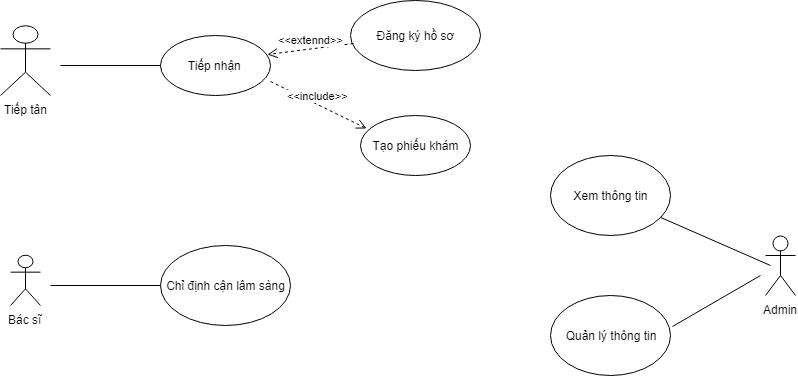 Đăng ký hồ sơ
<<extennd>>
Tiếp nhận
<<include>>
Tiếp tân
Tạo phiếu khám
Xem thông tin
Chỉ định cận lâm sàng
Bác sĩ
Admin
Quản lý thông tin